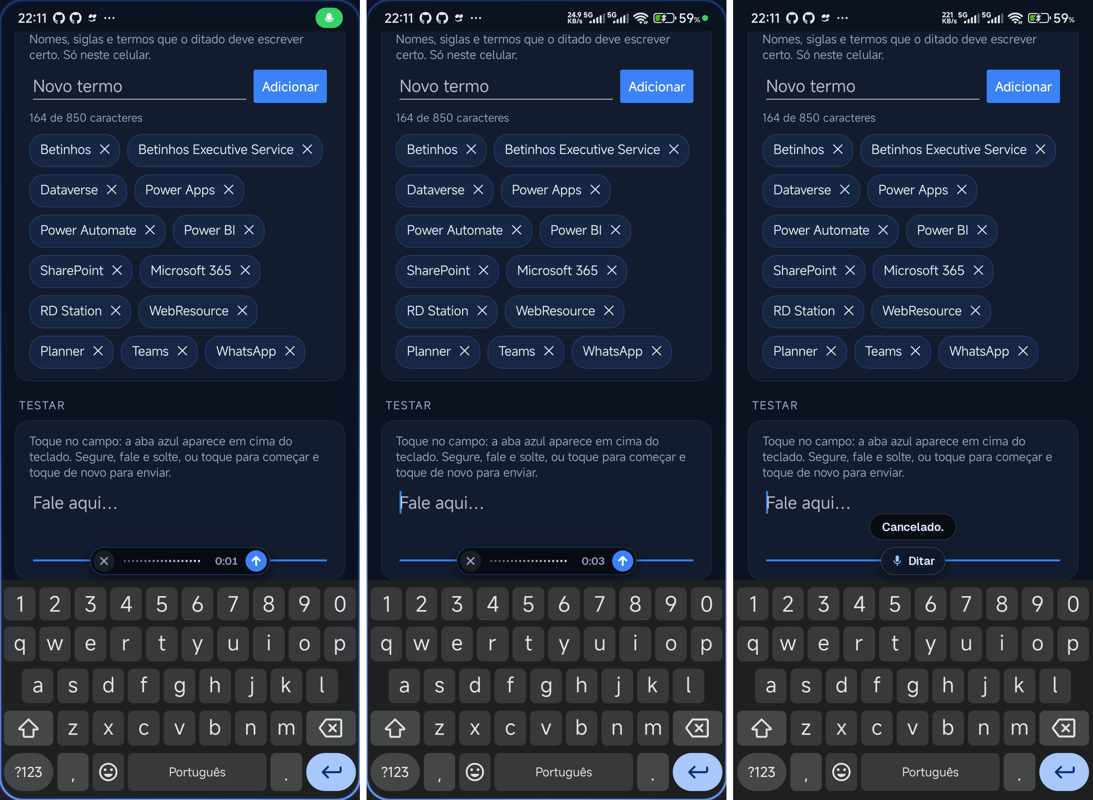 22:11
Nomes, siglas e termos que o ditado deve escrever
certo. Só neste celular.
Novo termo
Adicionar
164 de 850 caracteres
Betinhos
Betinhos Executive Service
Dataverse
Power Apps
Power Automate
Power BI
SharePoint
Microsoft 365
RD Station
WebResource
Planner
Teams
WhatsApp
TESTAR
Toque no campo: a aba azul aparece em cima do
teclado. Segure, fale e solte, ou toque para começar e
toque de novo para enviar.
Fale aqui...
0:01
1 2 3 4 5 6 7 8 9 0
q w e r t y u i o p
a s d f g h j k l
z x c v b n m
?123 , Português .
22:11 24.9 KB/s 5G 5G 59%
Nomes, siglas e termos que o ditado deve escrever
certo. Só neste celular.
Novo termo
Adicionar
164 de 850 caracteres
Betinhos
Betinhos Executive Service
Dataverse
Power Apps
Power Automate
Power BI
SharePoint
Microsoft 365
RD Station
WebResource
Planner
Teams
WhatsApp
TESTAR
Toque no campo: a aba azul aparece em cima do
teclado. Segure, fale e solte, ou toque para começar e
toque de novo para enviar.
Fale aqui...
0:03
1 2 3 4 5 6 7 8 9 0
q w e r t y u i o p
a s d f g h j k l
z x c v b n m
?123 , Português .
22:11 221 KB/s 5G 5G 59%
Nomes, siglas e termos que o ditado deve escrever
certo. Só neste celular.
Novo termo
Adicionar
164 de 850 caracteres
Betinhos
Betinhos Executive Service
Dataverse
Power Apps
Power Automate
Power BI
SharePoint
Microsoft 365
RD Station
WebResource
Planner
Teams
WhatsApp
TESTAR
Toque no campo: a aba azul aparece em cima do
teclado. Segure, fale e solte, ou toque para começar e
toque de novo para enviar.
Fale aqui...
Cancelado.
Ditar
1 2 3 4 5 6 7 8 9 0
q w e r t y u i o p
a s d f g h j k l
z x c v b n m
?123 , Português .